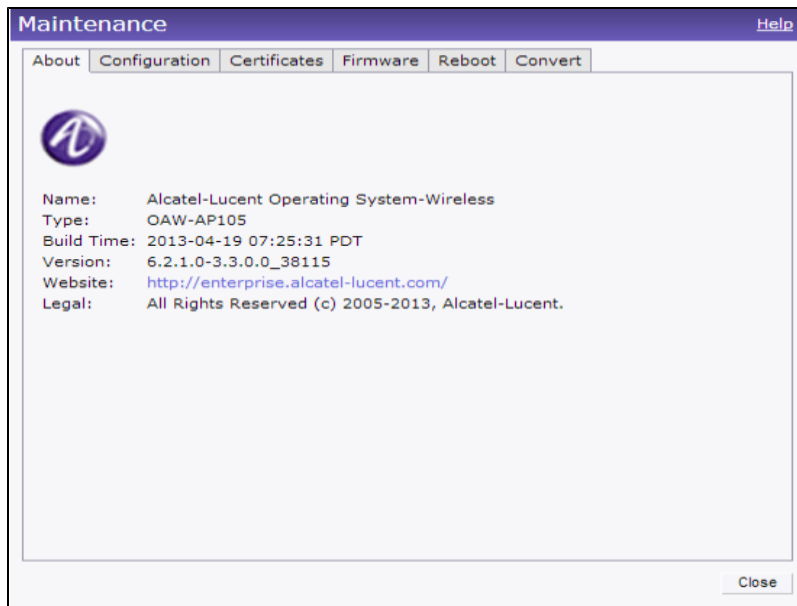 Maintenance Help
About Configuration Certificates Firmware Reboot Convert
Name: Alcatel-Lucent Operating System-Wireless
Type: OAW-AP105
Build Time: 2013-04-19 07:25:31 PDT
Version: 6.2.1.0-3.3.0.0_38115
Website: http://enterprise.alcatel-lucent.com/
Legal: All Rights Reserved (c) 2005-2013, Alcatel-Lucent.
Close